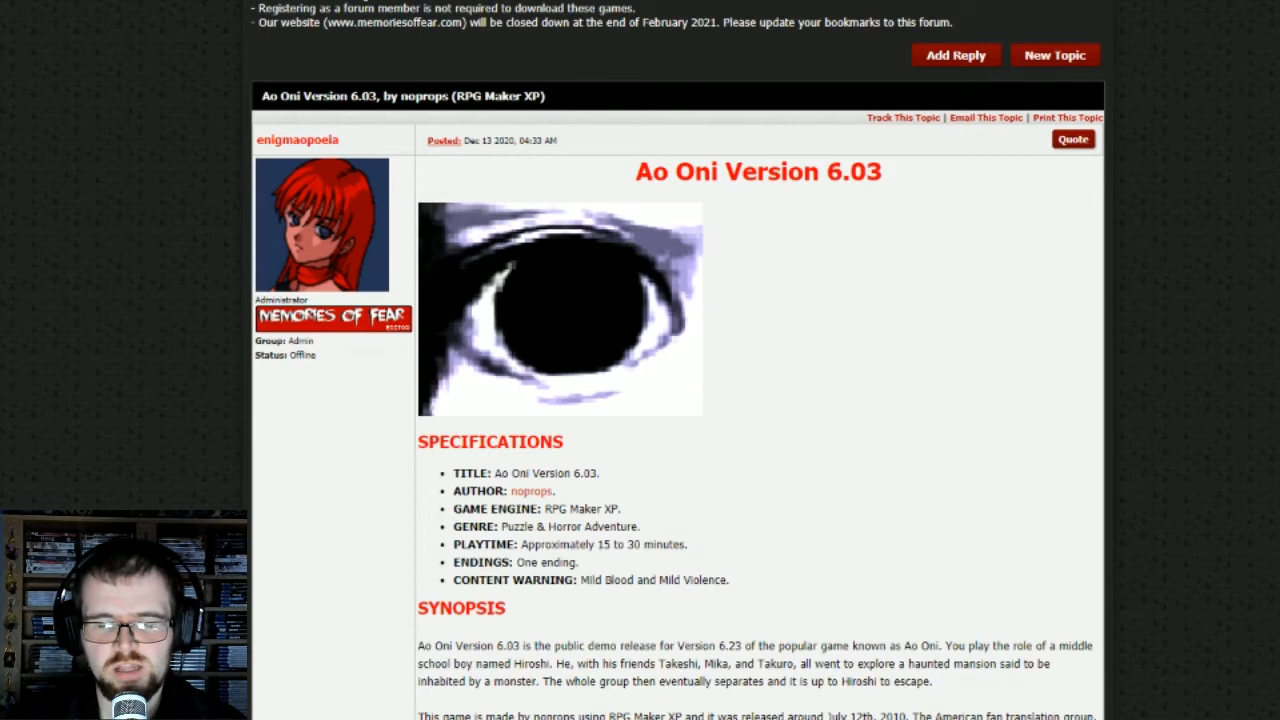 - Registering as a forum member is not required to download these games.
- Our website (www.memoriesoffear.com) will be closed down at the end of February 2021. Please update your bookmarks to this forum.
Add Reply
New Topic
Ao Oni Version 6.03, by noprops (RPG Maker XP)
Track This Topic | Email This Topic | Print This Topic
enigmaopoeia
Posted: Dec 13 2020, 04:33 AM
Quote
Ao Oni Version 6.03
Administrator
MEMORIES OF FEAR
Group: Admin
Status: Offline
SPECIFICATIONS
• TITLE: Ao Oni Version 6.03.
• AUTHOR: noprops.
• GAME ENGINE: RPG Maker XP.
• GENRE: Puzzle & Horror Adventure.
• PLAYTIME: Approximately 15 to 30 minutes.
• ENDINGS: One ending.
• CONTENT WARNING: Mild Blood and Mild Violence.
SYNOPSIS
Ao Oni Version 6.03 is the public demo release for Version 6.23 of the popular game known as Ao Oni. You play the role of a middle
school boy named Hiroshi. He, with his friends Takeshi, Mika, and Takuro, all went to explore a haunted mansion said to be
inhabited by a monster. The whole group then eventually separates and it is up to Hiroshi to escape.
This game is made by noprops using RPG Maker XP and it was released around July 12th, 2010. The American fan translation group,